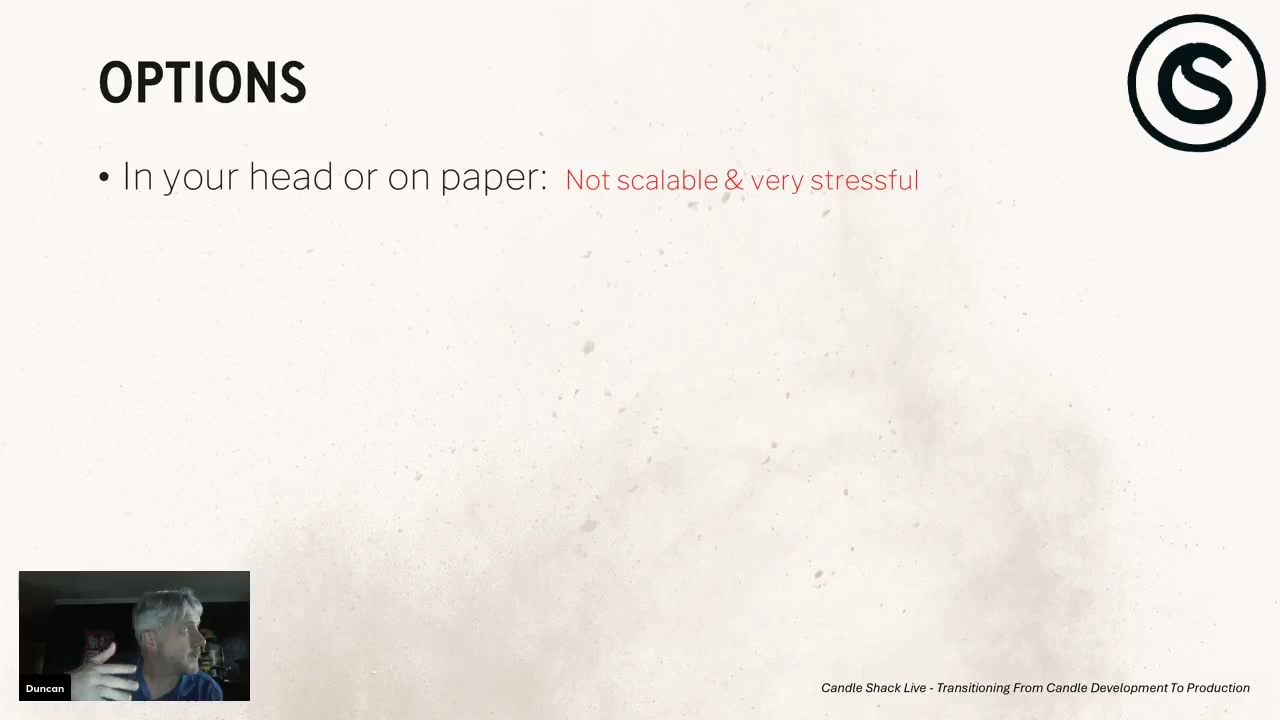 OPTIONS
• In your head or on paper: Not scalable & very stressful
Duncan
Candle Shack Live - Transitioning From Candle Development To Production